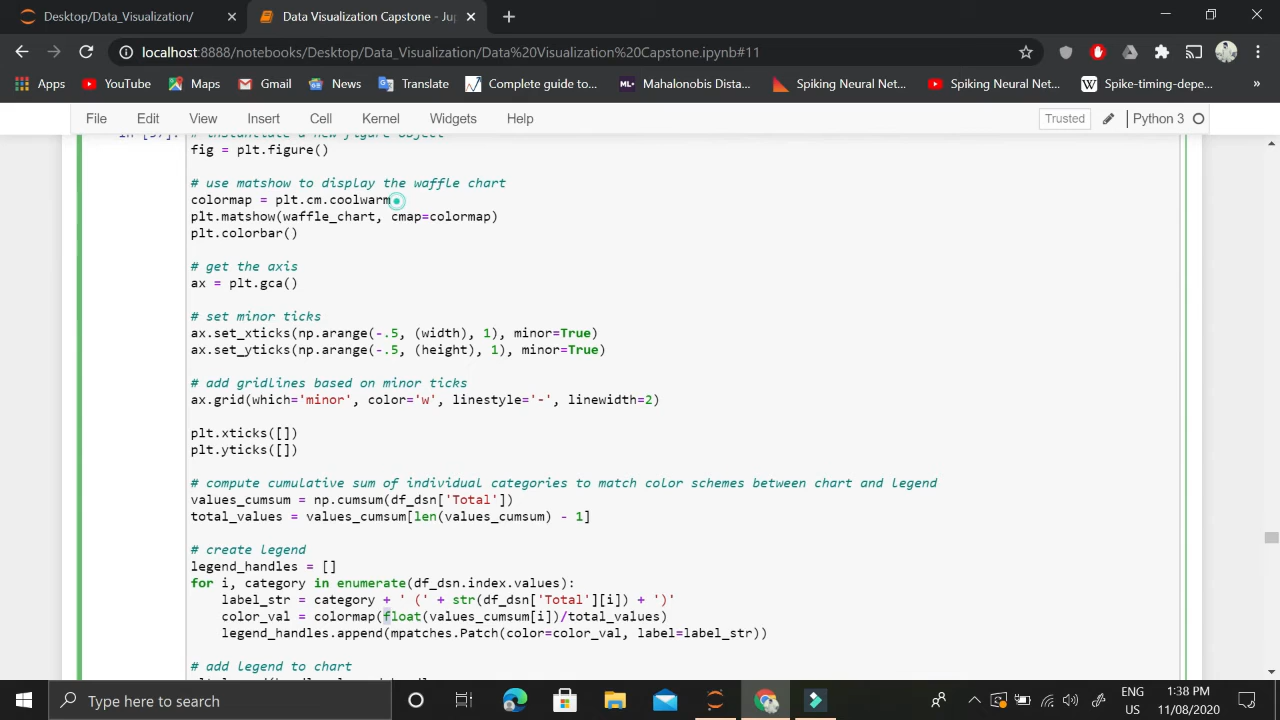 Desktop/Data_Visualization/
Data Visualization Capstone - Jup
localhost:8888/notebooks/Desktop/Data_Visualization/Data%20Visualization%20Capstone.ipynb#11
Apps YouTube Maps Gmail News Translate Complete guide to... ML+ Mahalonobis Dista... Spiking Neural Net... Spiking Neural Net... W Spike-timing-depe...
File Edit View Insert Cell Kernel Widgets Help Trusted Python 3
In [57]: # instantiate a new figure object
fig = plt.figure()
# use matshow to display the waffle chart
colormap = plt.cm.coolwarm
plt.matshow(waffle_chart, cmap=colormap)
plt.colorbar()
# get the axis
ax = plt.gca()
# set minor ticks
ax.set_xticks(np.arange(-.5, (width), 1), minor=True)
ax.set_yticks(np.arange(-.5, (height), 1), minor=True)
# add gridlines based on minor ticks
ax.grid(which='minor', color='w', linestyle='-', linewidth=2)
plt.xticks([])
plt.yticks([])
# compute cumulative sum of individual categories to match color schemes between chart and legend
values_cumsum = np.cumsum(df_dsn['Total'])
total_values = values_cumsum[len(values_cumsum) - 1]
# create legend
legend_handles = []
for i, category in enumerate(df_dsn.index.values):
label_str = category + ' (' + str(df_dsn['Total'][i]) + ')'
color_val = colormap(float(values_cumsum[i])/total_values)
legend_handles.append(mpatches.Patch(color=color_val, label=label_str))
# add legend to chart
Type here to search
ENG
US
1:38 PM
11/08/2020